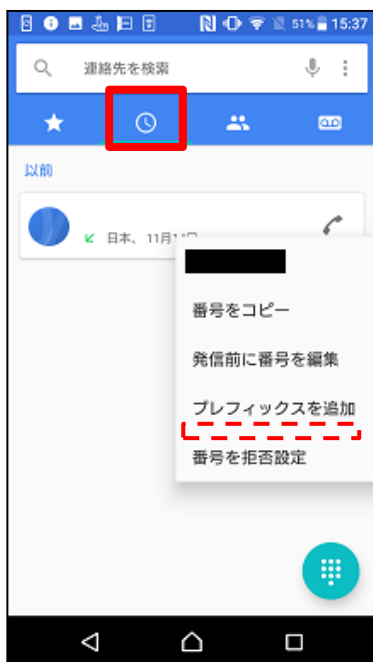 51% 15:37
連絡先を検索
以前
日本、 11月
番号をコピー
発信前に番号を編集
プレフィックスを追加
番号を拒否設定